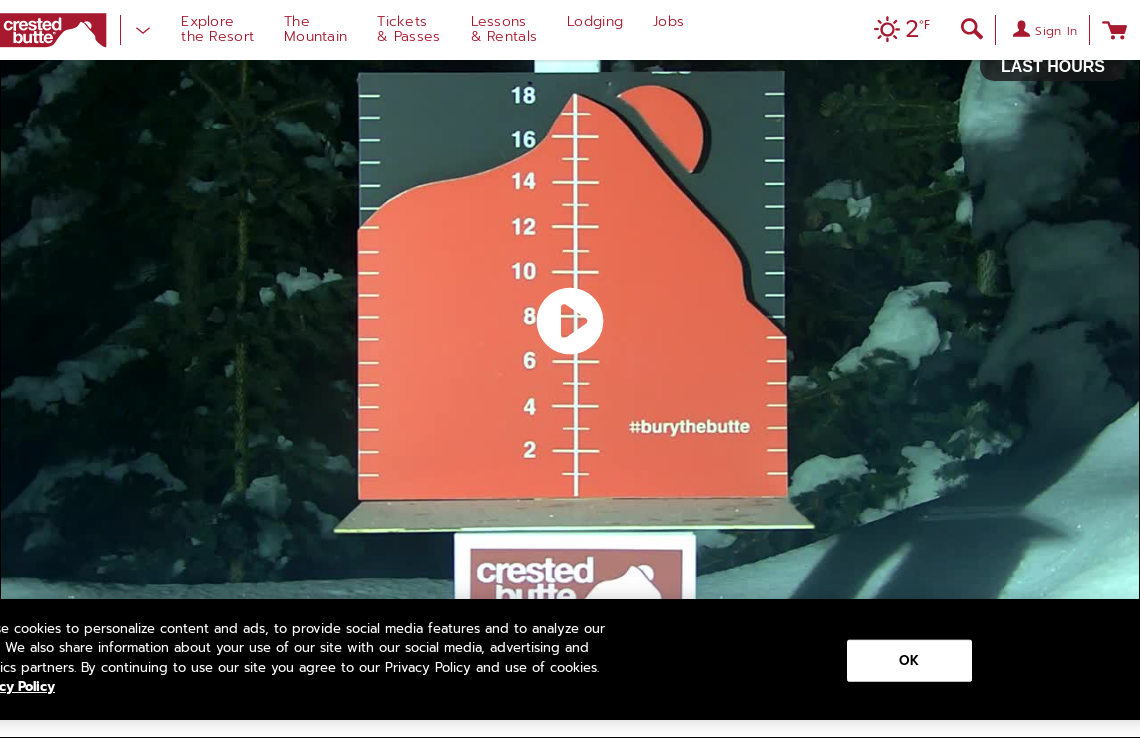 crested
butte
Explore
the Resort
The
Mountain
Tickets
& Passes
Lessons
& Rentals
Lodging
Jobs
2°F
Sign In
LAST HOURS
18
16
14
12
10
8
6
4
2
#burythebutte
crested
butte
cookies to personalize content and ads, to provide social media features and to analyze our
We also share information about your use of our site with our social media, advertising and
partners. By continuing to use our site you agree to our Privacy Policy and use of cookies.
Policy
OK